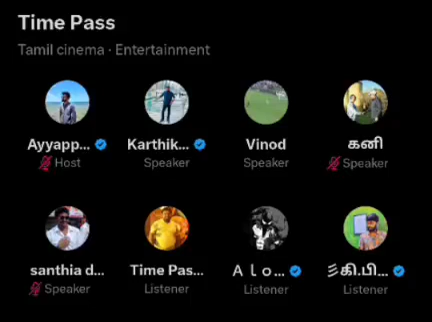 Time Pass
Tamil cinema · Entertainment
Ayyapp... Karthik... Vinod கனி
Host Speaker Speaker Speaker
santhia d... Time Pas... A l o... கி.பி...
Speaker Listener Listener Listener